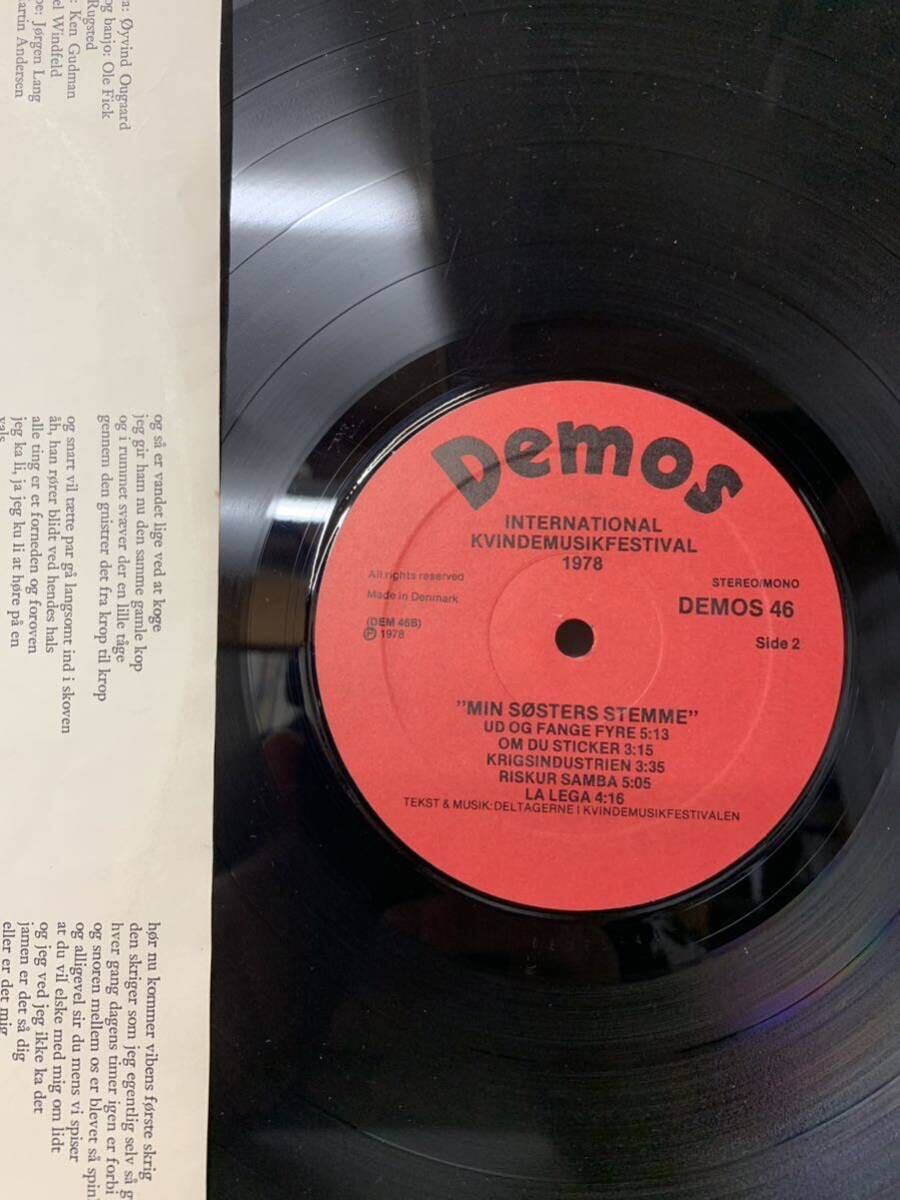 a: Øyvind Ougaard
og banjo: Ole Fick
Rugsted
: Ken Gudman
el Windfeld
pe: Jørgen Lang
artin Andersen
og så er vandet lige ved at koge
jeg gir ham nu den samme gamle kop
og i rummet svæver der en lille tåge
gennem den gnistrer det fra krop til krop
og snart vil tætte par gå langsomt ind i skoven
åh, han rører blidt ved hendes hals
alle ting er et forneden og foroven
jeg ka li, ja jeg ku li at høre på en
vals
hør nu kommer vibens første skrig
den skriger som jeg egentlig selv så g
hver gang dagens timer igen er forbi
og snoren mellem os er blevet så spin
og alligevel sir du mens vi spiser
at du vil elske med mig om lidt
og jeg ved jeg ikke ka det
jamen er det så dig
eller er det mig
Demos
INTERNATIONAL
KVINDEMUSIKFESTIVAL
1978
All rights reserved
Made in Denmark
(DEM 46B)
Ⓟ 1978
STEREO/MONO
DEMOS 46
Side 2
"MIN SØSTERS STEMME"
UD OG FANGE FYRE 5:13
OM DU STICKER 3:15
KRIGSINDUSTRIEN 3:35
RISKUR SAMBA 5:05
LA LEGA 4:16
TEKST & MUSIK: DELTAGERNE I KVINDEMUSIKFESTIVALEN